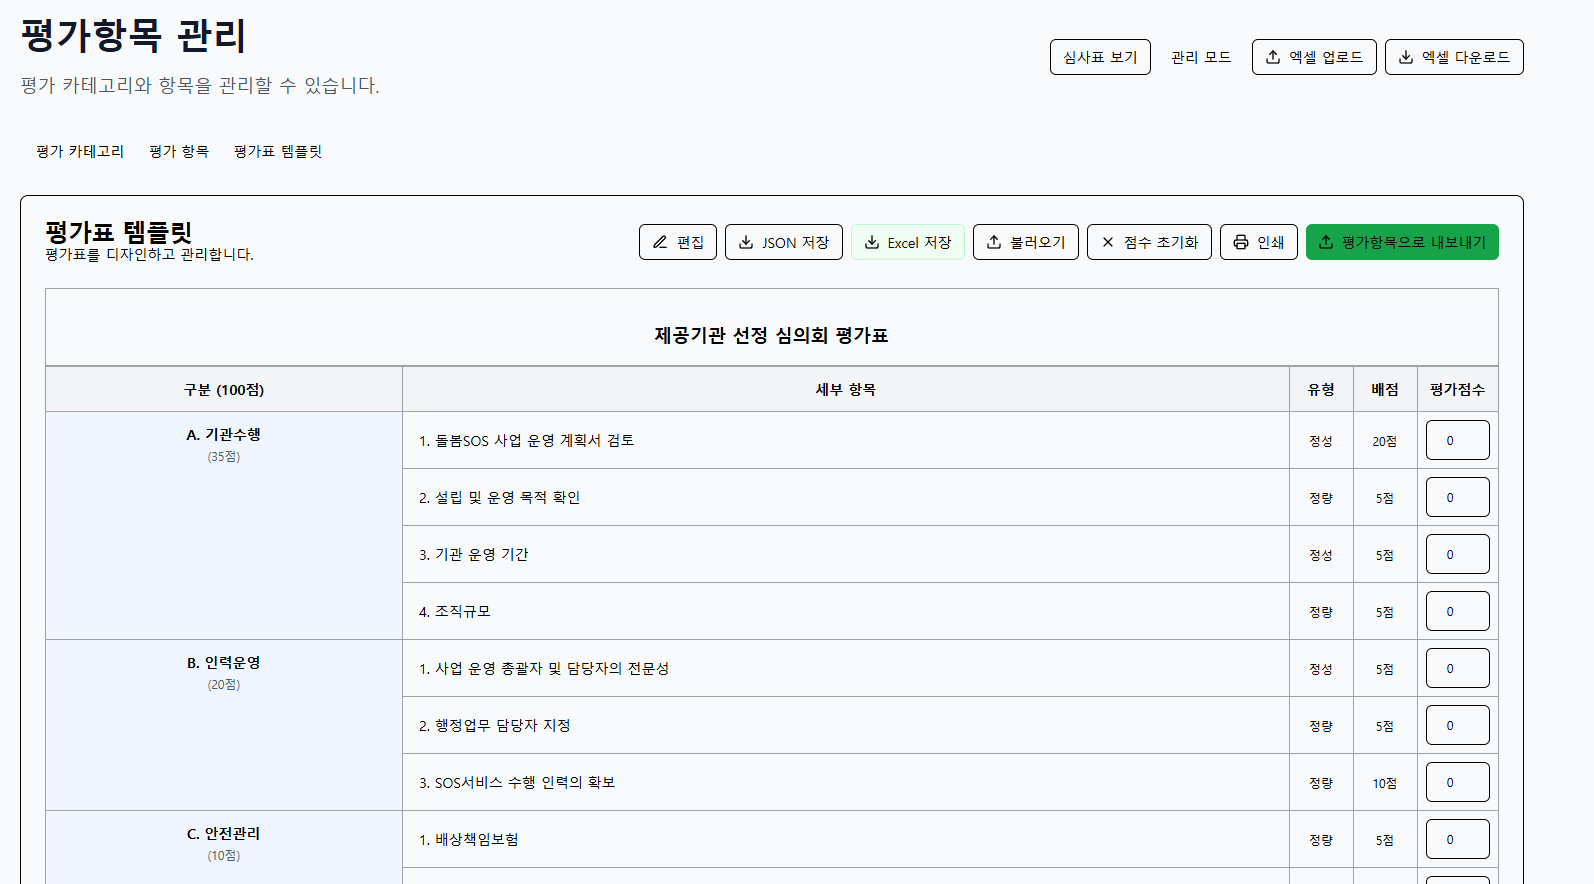 평가항목 관리
평가 카테고리와 항목을 관리할 수 있습니다.
심사표 보기 관리 모드 엑셀 업로드 엑셀 다운로드
평가 카테고리 평가 항목 평가표 템플릿
평가표 템플릿
평가표를 디자인하고 관리합니다.
편집 JSON 저장 Excel 저장 불러오기 점수 초기화 인쇄 평가항목으로 내보내기
제공기관 선정 심의회 평가표
구분 (100점) 세부 항목 유형 배점 평가점수
A. 기관수행
(35점)
1. 돌봄SOS 사업 운영 계획서 검토 정성 20점 0
2. 설립 및 운영 목적 확인 정량 5점 0
3. 기관 운영 기간 정성 5점 0
4. 조직규모 정량 5점 0
B. 인력운영
(20점)
1. 사업 운영 총괄자 및 담당자의 전문성 정성 5점 0
2. 행정업무 담당자 지정 정량 5점 0
3. SOS서비스 수행 인력의 확보 정량 10점 0
C. 안전관리
(10점)
1. 배상책임보험 정량 5점 0